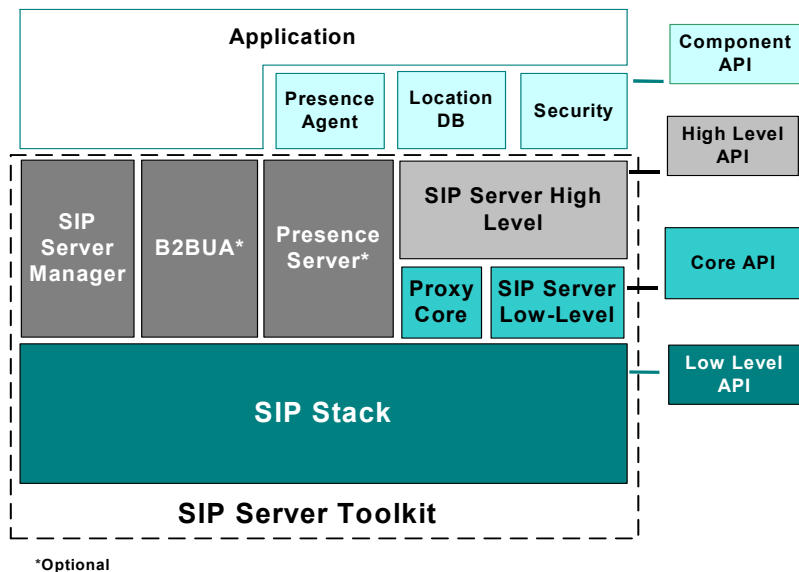 Application
Component
API
Presence
Agent
Location
DB
Security
High Level
API
SIP
Server
Manager
B2BUA*
Presence
Server*
SIP Server High
Level
Proxy
Core
SIP Server
Low-Level
Core API
SIP Stack
Low Level
API
SIP Server Toolkit
*Optional